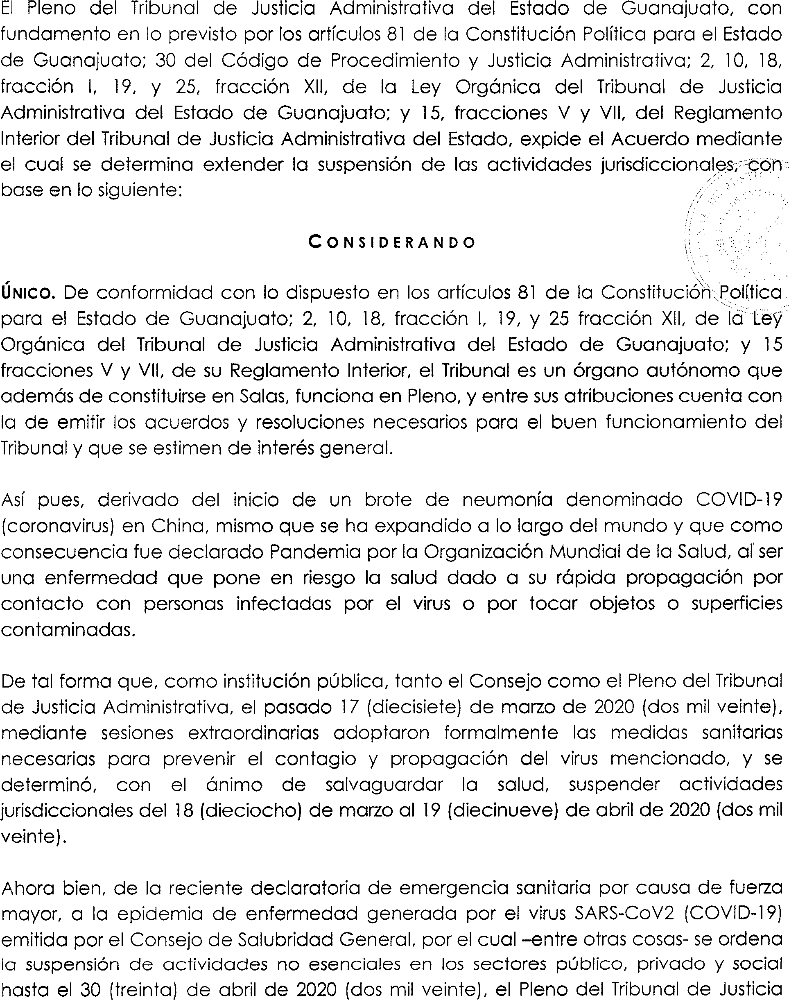 El Pleno del Tribunal de Justicia Administrativa del Estado de Guanajuato, con
fundamento en lo previsto por los artículos 81 de la Constitución Política para el Estado
de Guanajuato; 30 del Código de Procedimiento y Justicia Administrativa; 2, 10, 18,
fracción I, 19, y 25, fracción XII, de la Ley Orgánica del Tribunal de Justicia
Administrativa del Estado de Guanajuato; y 15, fracciones V y VII, del Reglamento
Interior del Tribunal de Justicia Administrativa del Estado, expide el Acuerdo mediante
el cual se determina extender la suspensión de las actividades jurisdiccionales, con
base en lo siguiente:
CONSIDERANDO
ÚNICO. De conformidad con lo dispuesto en los artículos 81 de la Constitución Política
para el Estado de Guanajuato; 2, 10, 18, fracción I, 19, y 25 fracción XII, de la Ley
Orgánica del Tribunal de Justicia Administrativa del Estado de Guanajuato; y 15
fracciones V y VII, de su Reglamento Interior, el Tribunal es un órgano autónomo que
además de constituirse en Salas, funciona en Pleno, y entre sus atribuciones cuenta con
la de emitir los acuerdos y resoluciones necesarios para el buen funcionamiento del
Tribunal y que se estimen de interés general.
Así pues, derivado del inicio de un brote de neumonía denominado COVID-19
(coronavirus) en China, mismo que se ha expandido a lo largo del mundo y que como
consecuencia fue declarado Pandemia por la Organización Mundial de la Salud, al ser
una enfermedad que pone en riesgo la salud dado a su rápida propagación por
contacto con personas infectadas por el virus o por tocar objetos o superficies
contaminadas.
De tal forma que, como institución pública, tanto el Consejo como el Pleno del Tribunal
de Justicia Administrativa, el pasado 17 (diecisiete) de marzo de 2020 (dos mil veinte),
mediante sesiones extraordinarias adoptaron formalmente las medidas sanitarias
necesarias para prevenir el contagio y propagación del virus mencionado, y se
determinó, con el ánimo de salvaguardar la salud, suspender actividades
jurisdiccionales del 18 (dieciocho) de marzo al 19 (diecinueve) de abril de 2020 (dos mil
veinte).
Ahora bien, de la reciente declaratoria de emergencia sanitaria por causa de fuerza
mayor, a la epidemia de enfermedad generada por el virus SARS-CoV2 (COVID-19)
emitida por el Consejo de Salubridad General, por el cual –entre otras cosas- se ordena
la suspensión de actividades no esenciales en los sectores público, privado y social
hasta el 30 (treinta) de abril de 2020 (dos mil veinte), el Pleno del Tribunal de Justicia